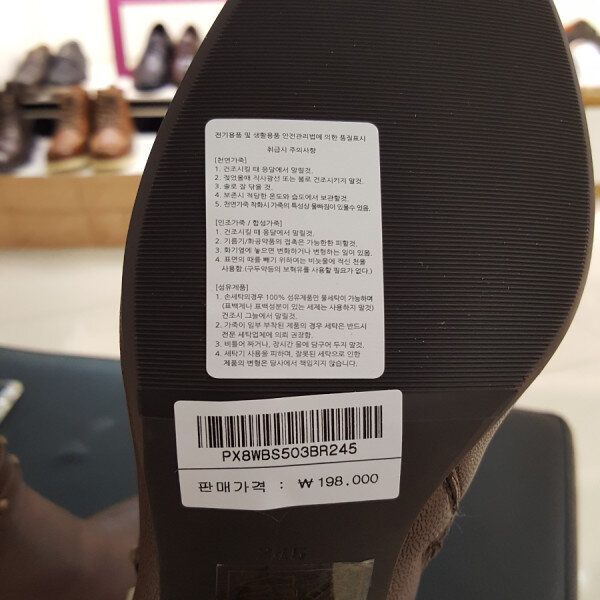 전기용품 및 생활용품 안전관리법에 의한 품질표시
취급시 주의사항
[천연가죽]
1. 건조시킬 때 응달에서 말릴것.
2. 젖었을때 직사광선 또는 불로 건조시키지 말것.
3. 솔로 잘 닦을 것.
4. 보존시 적당한 온도와 습도에서 보관할것.
5. 천연가죽 착화시 가죽의 특성상 물빠짐이 있을수 있음.
[인조가죽 / 합성가죽]
1. 건조시킬 때 응달에서 말릴것.
2. 기름기/화공약품의 접촉은 가능한한 피할것.
3. 화기옆에 놓으면 변화하거나 변형하는 일이 있음.
4. 표면의 때를 빼기 위하여는 비눗물에 적신 천을
사용함.(구두약등의 보혁유를 사용할 필요가 없다.)
[섬유제품]
1. 손세탁의경우 100% 섬유제품만 물세탁이 가능하며
(표백제나 표백성분이 있는 세제는 사용하지 말것)
건조시 그늘에서 말릴것.
2. 가죽이 일부 부착된 제품의 경우 세탁은 반드시
전문 세탁업체에 의뢰 권장함.
3. 비틀어 짜거나, 장시간 물에 담구어 두지 말것.
4. 세탁기 사용을 피하며, 잘못된 세탁으로 인한
제품의 변형은 당사에서 책임지지 않습니다.
PX8WBS503BR245
판매가격 : ₩ 198,000